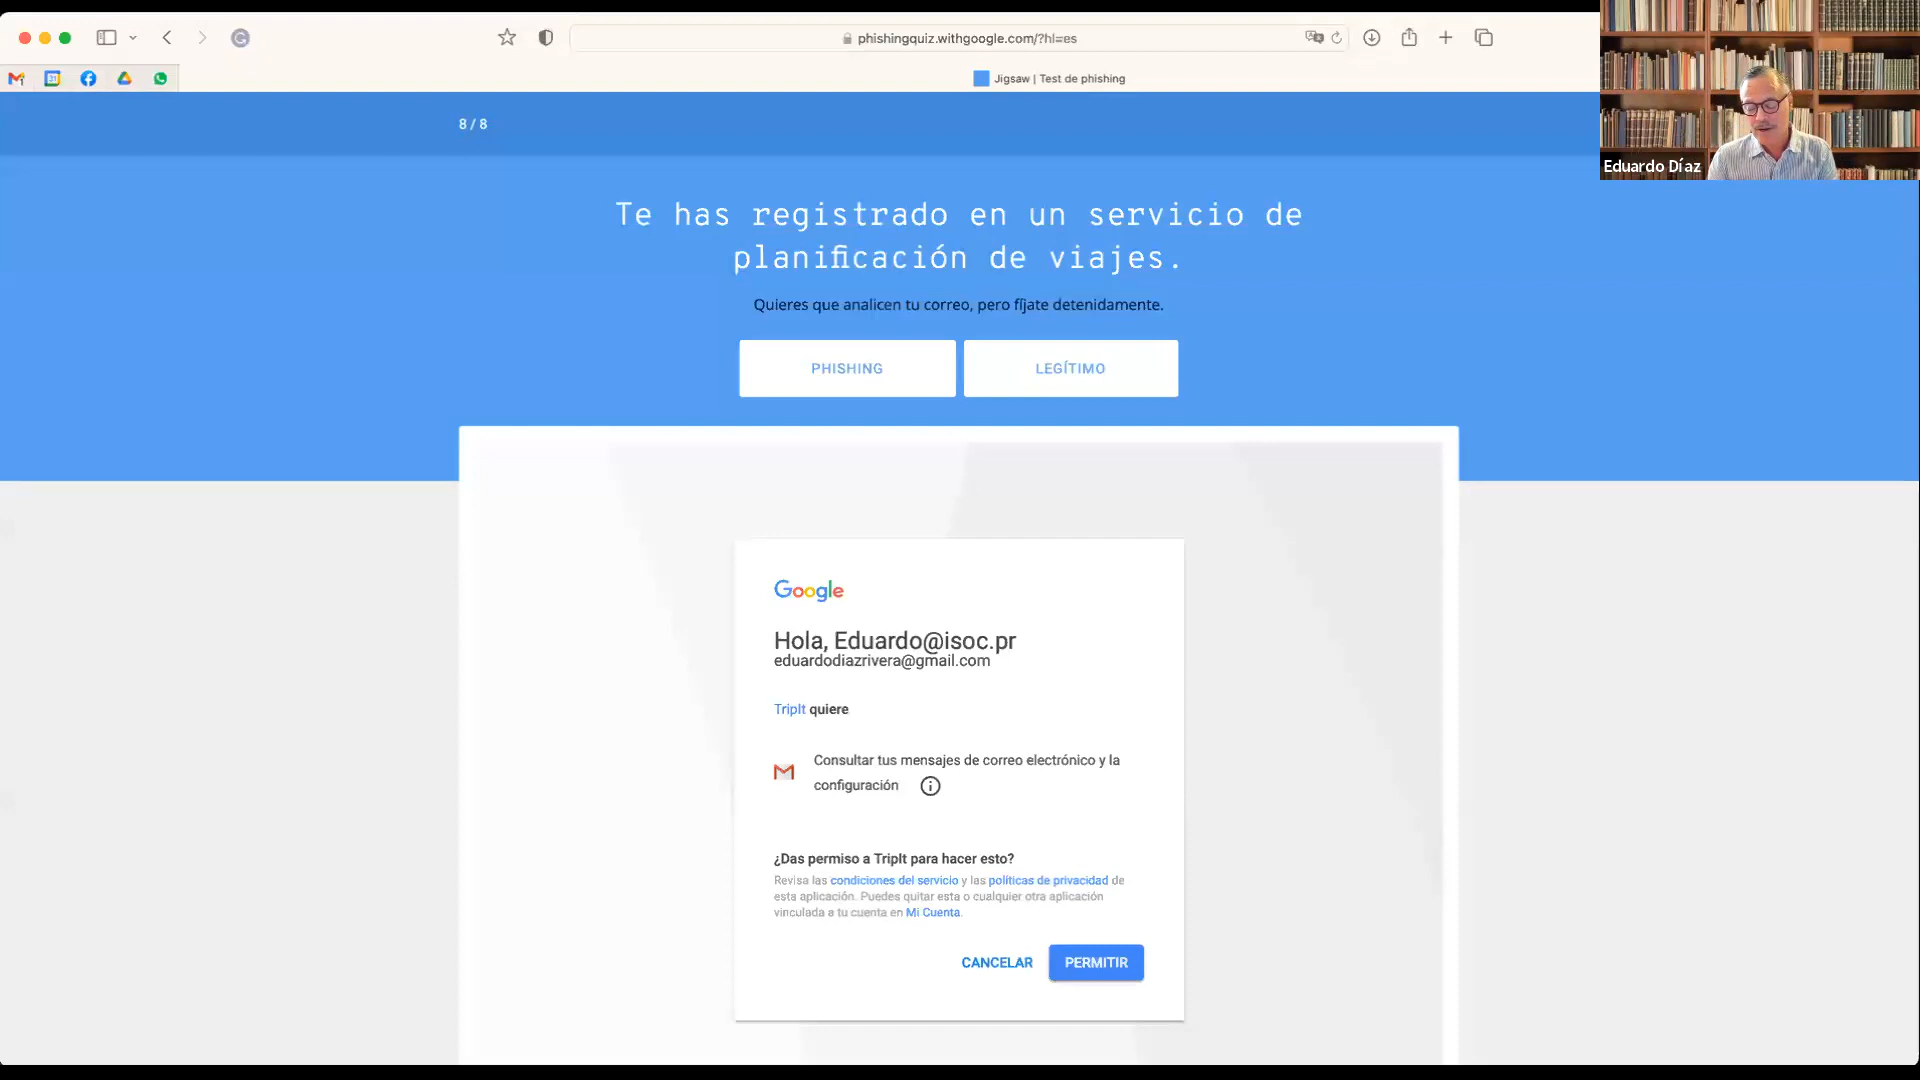 phishingquiz.withgoogle.com/?hl=es
Jigsaw | Test de phishing
Eduardo Díaz
8 / 8
Te has registrado en un servicio de
planificación de viajes.
Quieres que analicen tu correo, pero fíjate detenidamente.
PHISHING
LEGÍTIMO
Google
Hola, Eduardo@isoc.pr
eduardodiazrivera@gmail.com
TripIt quiere
Consultar tus mensajes de correo electrónico y la
configuración
¿Das permiso a TripIt para hacer esto?
Revisa las condiciones del servicio y las políticas de privacidad de
esta aplicación. Puedes quitar esta o cualquier otra aplicación
vinculada a tu cuenta en Mi Cuenta.
CANCELAR
PERMITIR